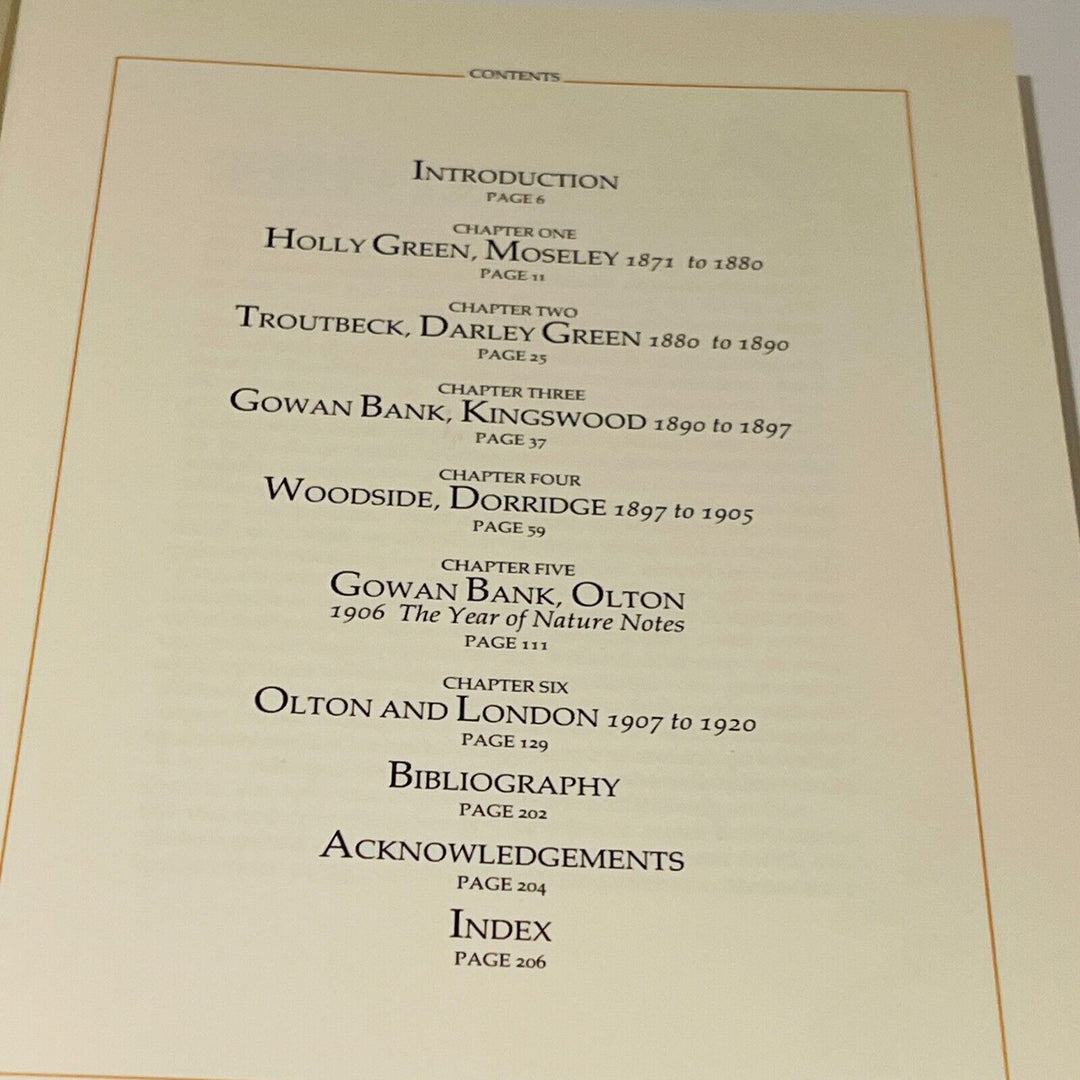 CONTENTS
INTRODUCTION
PAGE 6
CHAPTER ONE
HOLLY GREEN, MOSELEY 1871 to 1880
PAGE 11
CHAPTER TWO
TROUTBECK, DARLEY GREEN 1880 to 1890
PAGE 25
CHAPTER THREE
GOWAN BANK, KINGSWOOD 1890 to 1897
PAGE 37
CHAPTER FOUR
WOODSIDE, DORRIDGE 1897 to 1905
PAGE 59
CHAPTER FIVE
GOWAN BANK, OLTON
1906 The Year of Nature Notes
PAGE 111
CHAPTER SIX
OLTON AND LONDON 1907 to 1920
PAGE 129
BIBLIOGRAPHY
PAGE 202
ACKNOWLEDGEMENTS
PAGE 204
INDEX
PAGE 206